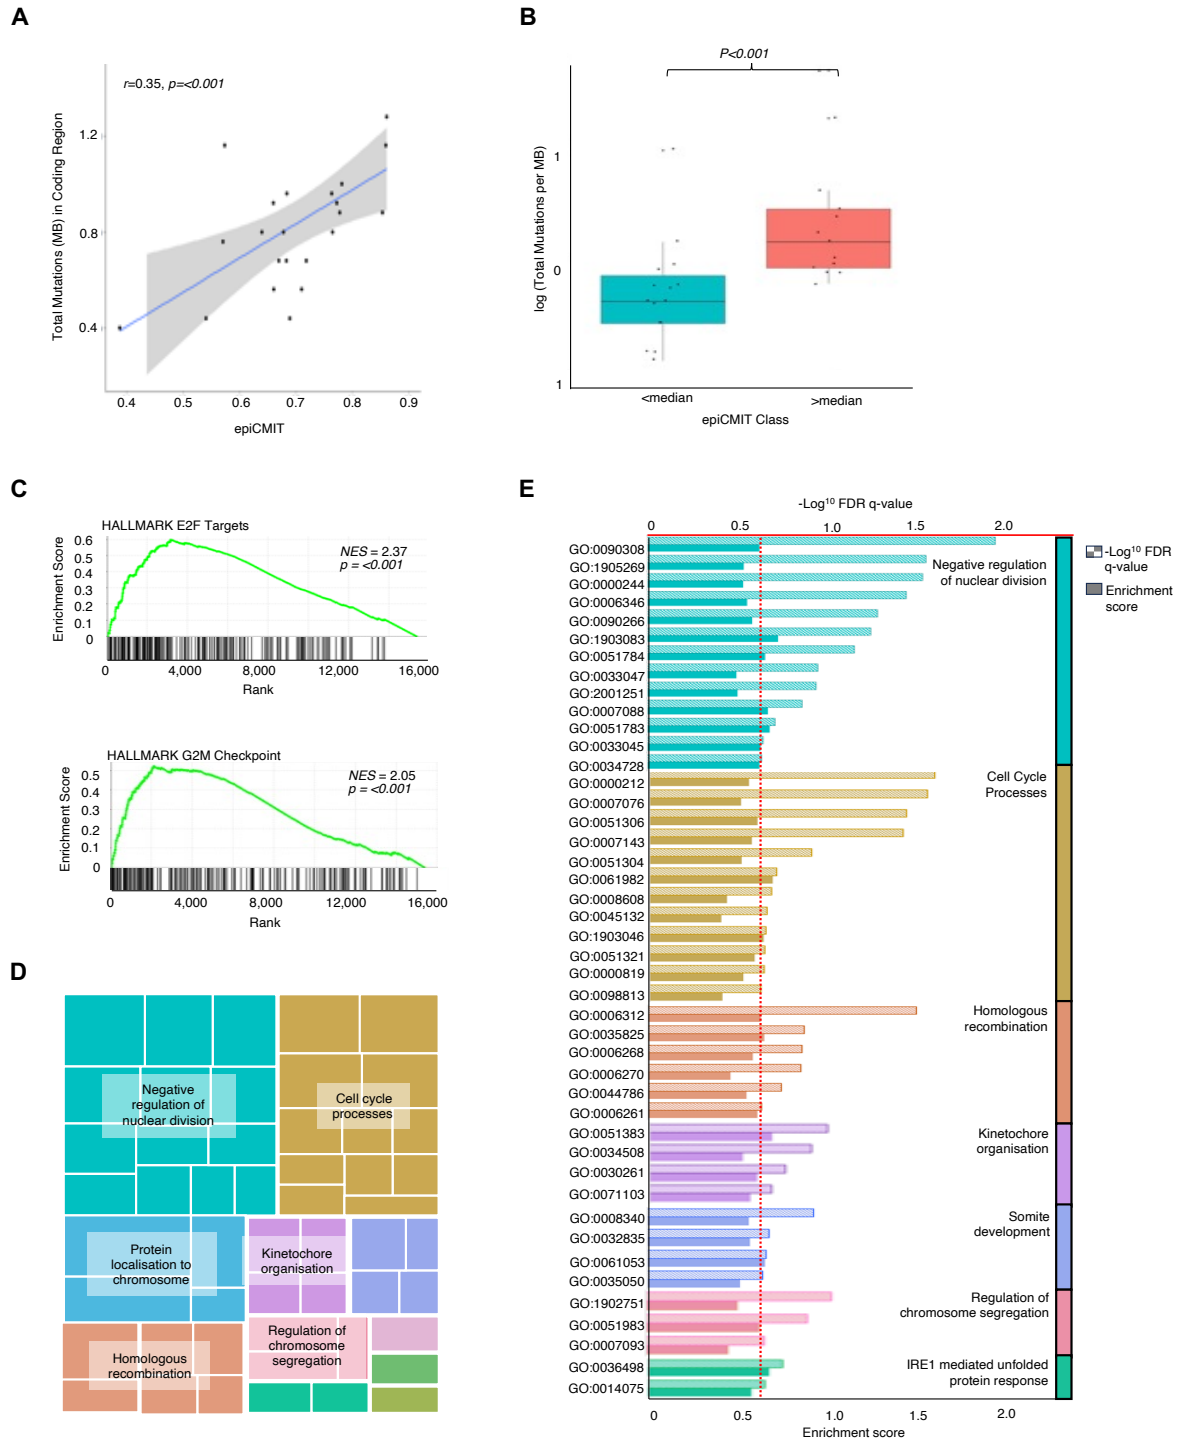 A
r=0.35, p=<0.001
Total Mutations (MB) in Coding Region
1.2
0.8
0.4
0.4 0.5 0.6 0.7 0.8 0.9
epiCMIT
B
P<0.001
log (Total Mutations per MB)
1
0
1
<median >median
epiCMIT Class
C
HALLMARK E2F Targets
NES = 2.37
p = <0.001
Enrichment Score
0.6
0.5
0.4
0.3
0.2
0.1
0
0 4,000 8,000 12,000 16,000
Rank
HALLMARK G2M Checkpoint
NES = 2.05
p = <0.001
Enrichment Score
0.5
0.4
0.3
0.2
0.1
0
0 4,000 8,000 12,000 16,000
Rank
D
Negative
regulation of
nuclear division
Cell cycle
processes
Protein
localisation to
chromosome
Kinetochore
organisation
Homologous
recombination
Regulation of
chromosome
segregation
E
-Log10 FDR q-value
0 0.5 1.0 1.5 2.0
GO:0090308
GO:1905269
GO:0000244
GO:0006346
GO:0090266
GO:1903083
GO:0051784
GO:0033047
GO:2001251
GO:0007088
GO:0051783
GO:0033045
GO:0034728
GO:0000212
GO:0007076
GO:0051306
GO:0007143
GO:0051304
GO:0061982
GO:0008608
GO:0045132
GO:1903046
GO:0051321
GO:0000819
GO:0098813
GO:0006312
GO:0035825
GO:0006268
GO:0006270
GO:0044786
GO:0006261
GO:0051383
GO:0034508
GO:0030261
GO:0071103
GO:0008340
GO:0032835
GO:0061053
GO:0035050
GO:1902751
GO:0051983
GO:0007093
GO:0036498
GO:0014075
Negative regulation
of nuclear division
Cell Cycle
Processes
Homologous
recombination
Kinetochore
organisation
Somite
development
Regulation of
chromosome segregation
IRE1 mediated unfolded
protein response
-Log10 FDR
q-value
Enrichment
score
0 0.5 1.0 1.5 2.0
Enrichment score